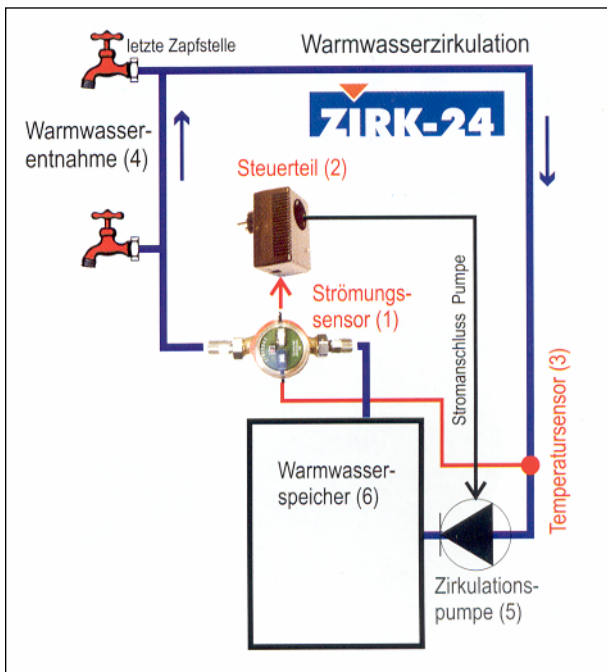 letzte Zapfstelle
Warmwasserzirkulation
ZIRK-24
Warmwasser-
entnahme (4)
Steuerteil (2)
Strömungs-
sensor (1)
Stromanschluss Pumpe
Temperatursensor (3)
Warmwasser-
speicher (6)
Zirkulations-
pumpe (5)